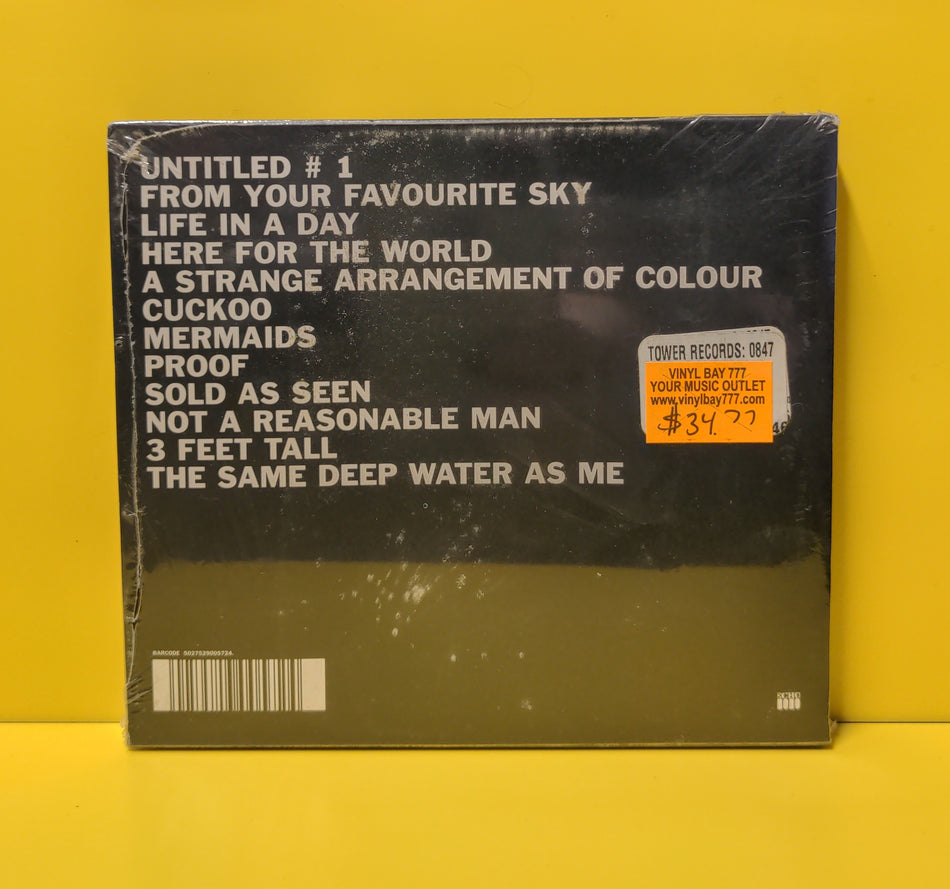 UNTITLED # 1
FROM YOUR FAVOURITE SKY
LIFE IN A DAY
HERE FOR THE WORLD
A STRANGE ARRANGEMENT OF COLOUR
CUCKOO
MERMAIDS
PROOF
SOLD AS SEEN
NOT A REASONABLE MAN
3 FEET TALL
THE SAME DEEP WATER AS ME
TOWER RECORDS: 0847
VINYL BAY 777
YOUR MUSIC OUTLET
www.vinylbay777.com
$34.77
BARCODE 5027529005724.
ECHO